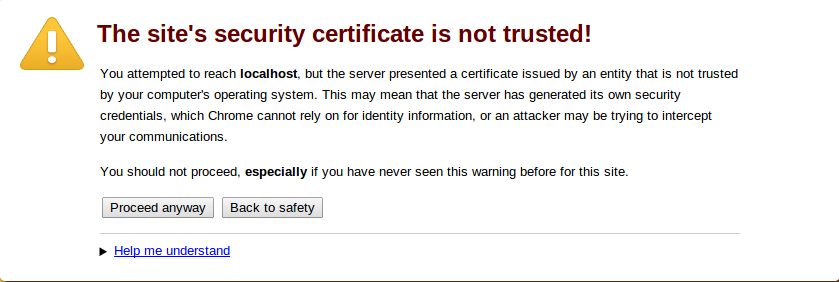 The site's security certificate is not trusted!
You attempted to reach localhost, but the server presented a certificate issued by an entity that is not trusted
by your computer's operating system. This may mean that the server has generated its own security
credentials, which Chrome cannot rely on for identity information, or an attacker may be trying to intercept
your communications.
You should not proceed, especially if you have never seen this warning before for this site.
Proceed anyway Back to safety
Help me understand